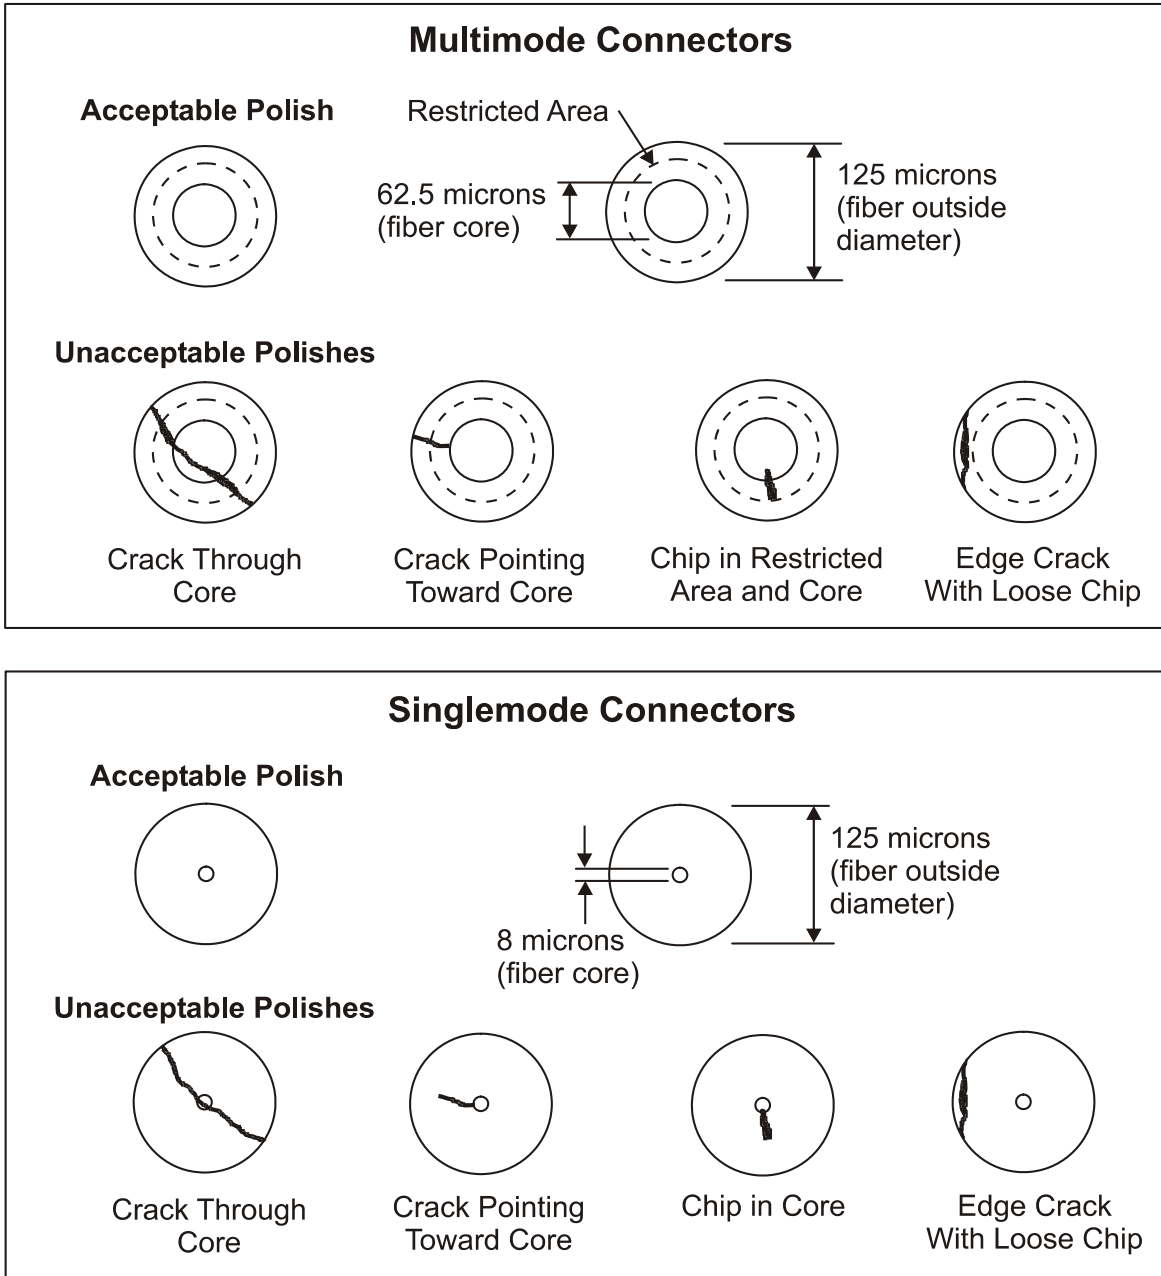 Multimode Connectors
Acceptable Polish
Restricted Area
62.5 microns
(fiber core)
125 microns
(fiber outside
diameter)
Unacceptable Polishes
Crack Through
Core
Crack Pointing
Toward Core
Chip in Restricted
Area and Core
Edge Crack
With Loose Chip
Singlemode Connectors
Acceptable Polish
125 microns
(fiber outside
diameter)
8 microns
(fiber core)
Unacceptable Polishes
Crack Through
Core
Crack Pointing
Toward Core
Chip in Core
Edge Crack
With Loose Chip